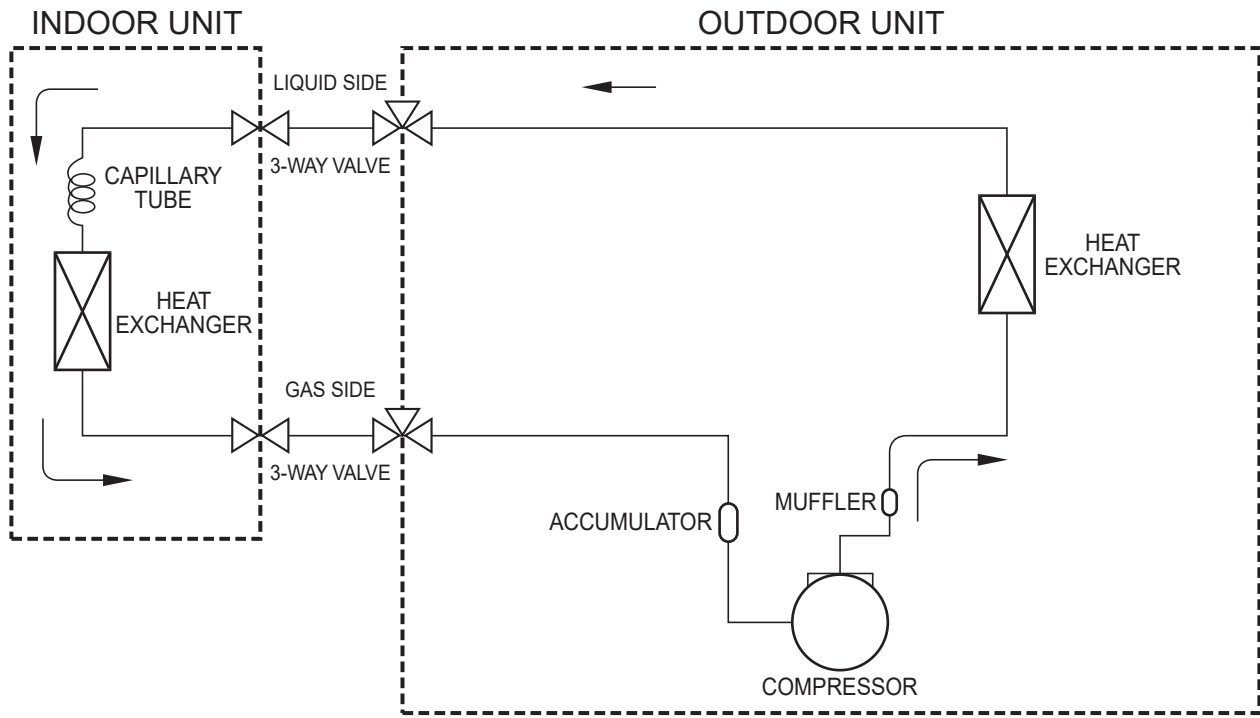 INDOOR UNIT
OUTDOOR UNIT
LIQUID SIDE
3-WAY VALVE
CAPILLARY
TUBE
HEAT
EXCHANGER
HEAT
EXCHANGER
GAS SIDE
3-WAY VALVE
ACCUMULATOR
MUFFLER
COMPRESSOR